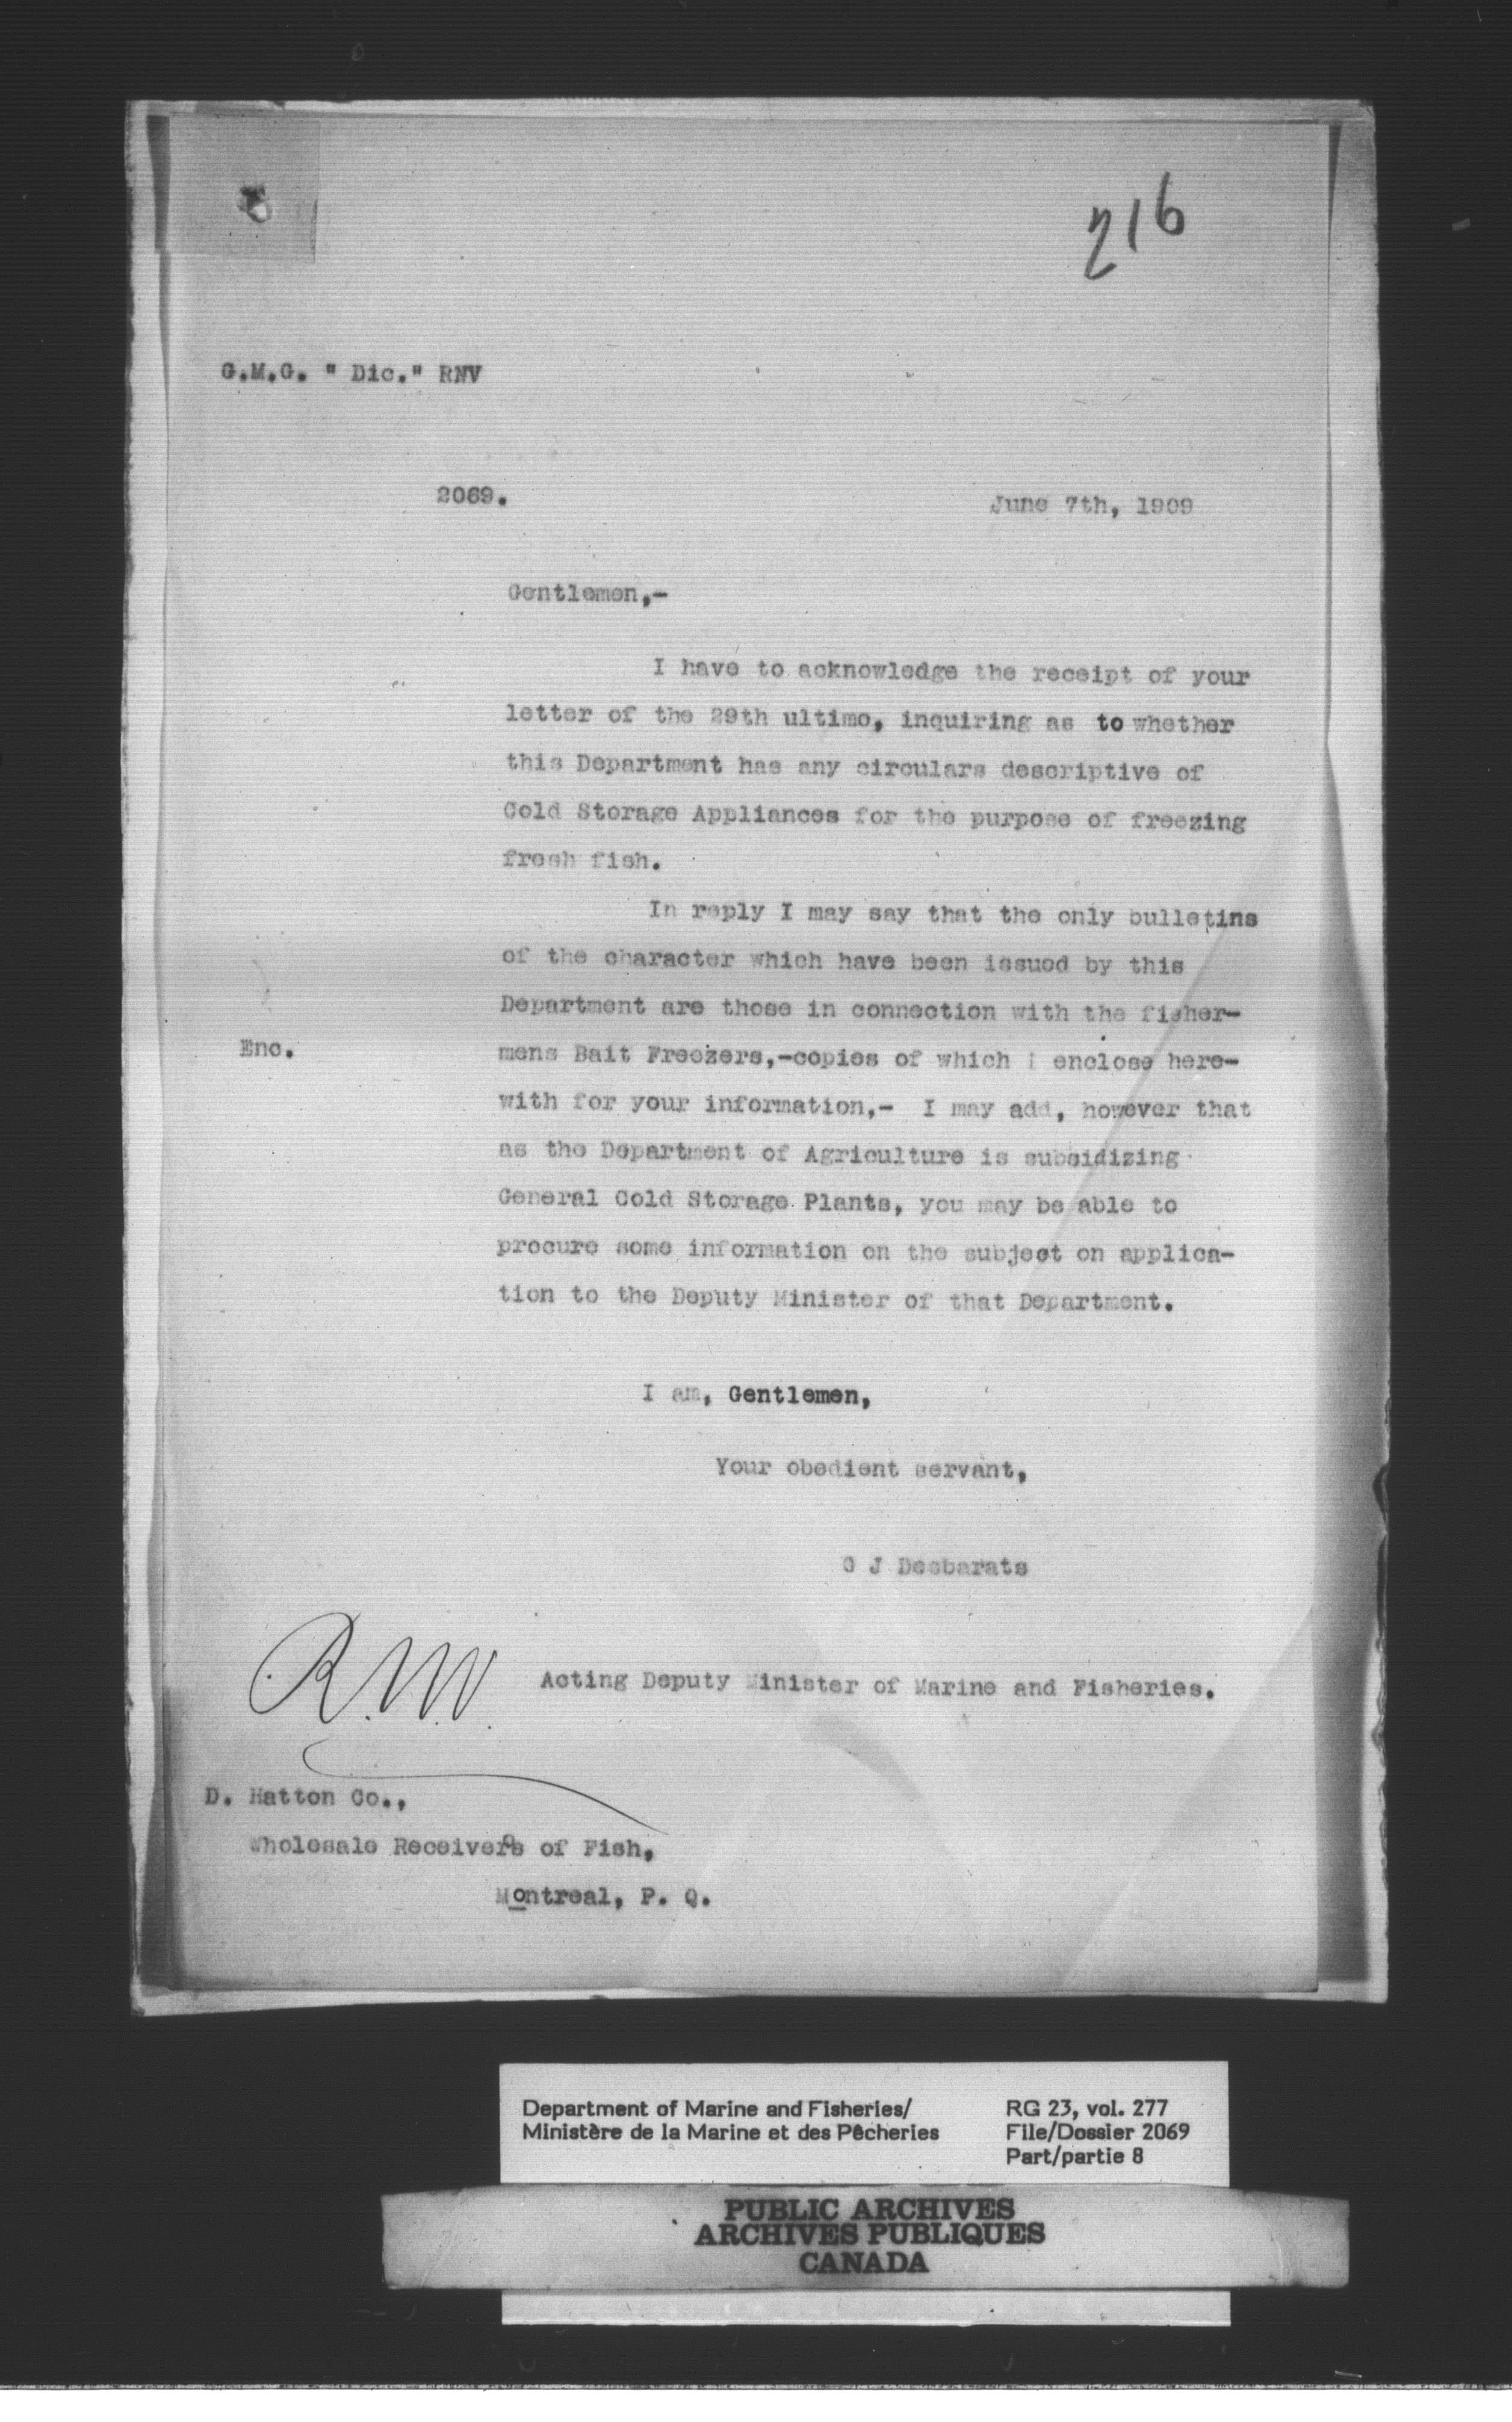 216
G.M.G. " Dic." RNV
2069. June 7th, 1909
Gentlemen,-
I have to acknowledge the receipt of your
letter of the 29th ultimo, inquiring as to whether
this Department has any circulars descriptive of
Cold Storage Appliances for the purpose of freezing
fresh fish.
In reply I may say that the only bulletins
of the character which have been issued by this
Department are those in connection with the fisher-
Enc. mens Bait Freezers,-copies of which I enclose here-
with for your information,- I may add, however that
as the Department of Agriculture is subsidizing
General Cold Storage Plants, you may be able to
procure some information on the subject on applica-
tion to the Deputy Minister of that Department.
I am, Gentlemen,
Your obedient servant,
G J Desbarats
Acting Deputy Minister of Marine and Fisheries.
D. Hatton Co.,
Wholesale Receivers of Fish,
Montreal, P. Q.
Department of Marine and Fisheries/
Ministère de la Marine et des Pêcheries
RG 23, vol. 277
File/Dossier 2069
Part/partie 8
PUBLIC ARCHIVES
ARCHIVES PUBLIQUES
CANADA